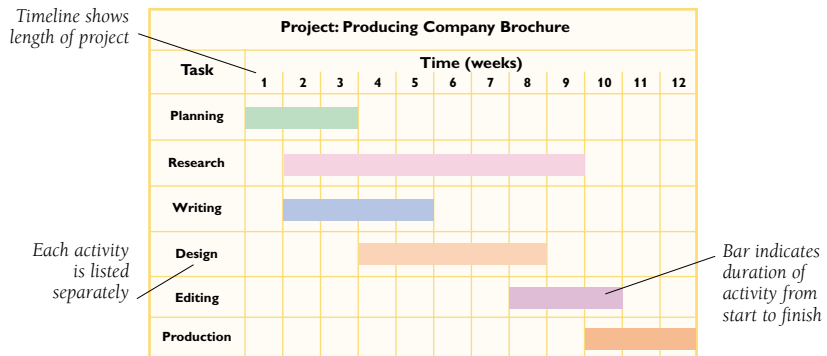 Timeline shows
length of project
Project: Producing Company Brochure
Task
Time (weeks)
1 2 3 4 5 6 7 8 9 10 11 12
Planning
Research
Writing
Design
Editing
Production
Each activity
is listed
separately
Bar indicates
duration of
activity from
start to finish